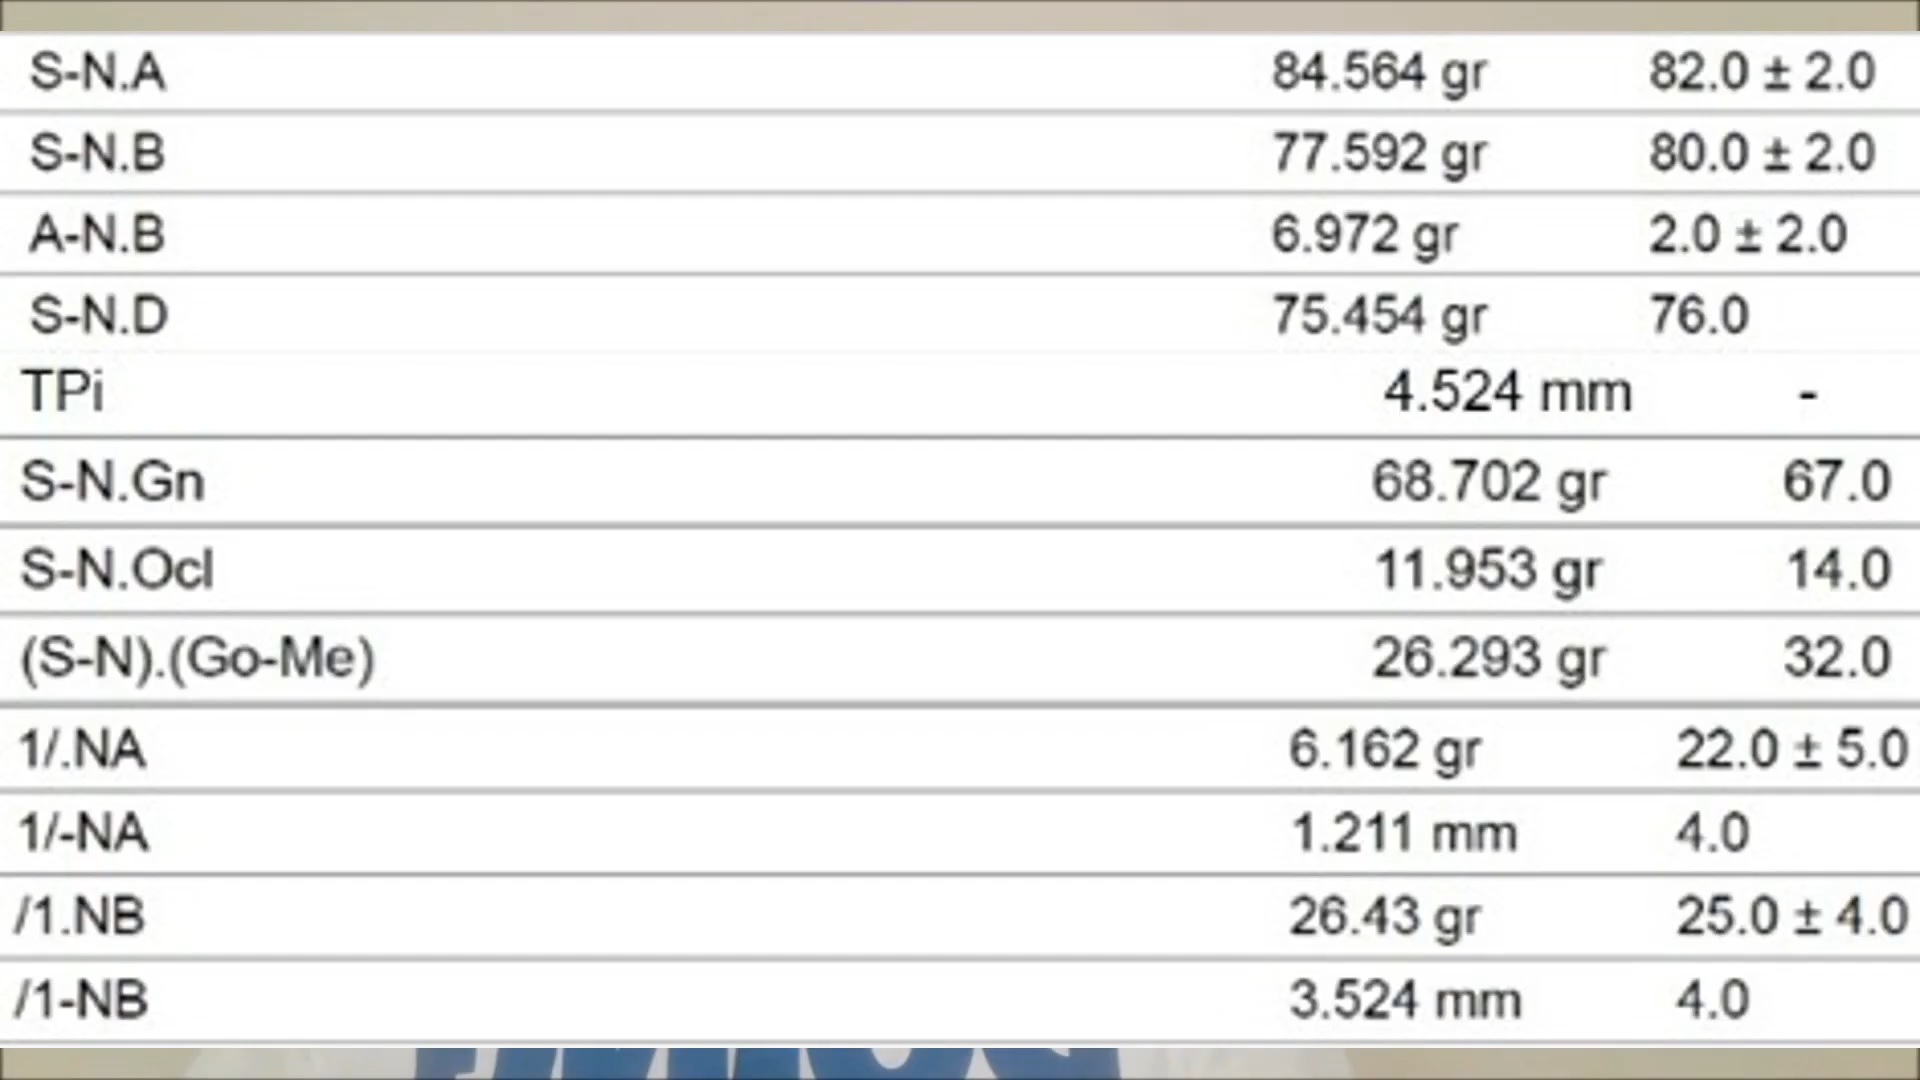 S-N.A 84.564 gr 82.0 ± 2.0
S-N.B 77.592 gr 80.0 ± 2.0
A-N.B 6.972 gr 2.0 ± 2.0
S-N.D 75.454 gr 76.0
TPi 4.524 mm -
S-N.Gn 68.702 gr 67.0
S-N.Ocl 11.953 gr 14.0
(S-N).(Go-Me) 26.293 gr 32.0
1/.NA 6.162 gr 22.0 ± 5.0
1/-NA 1.211 mm 4.0
/1.NB 26.43 gr 25.0 ± 4.0
/1-NB 3.524 mm 4.0